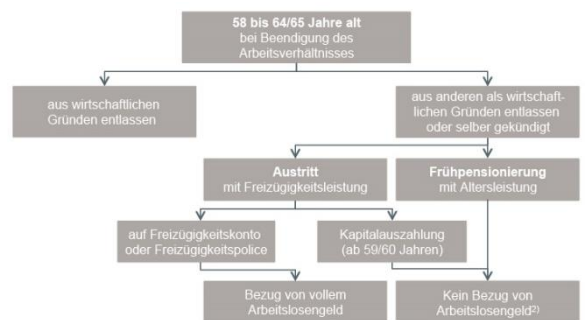 58 bis 64/65 Jahre alt
bei Beendigung des
Arbeitsverhältnisses
aus wirtschaftlichen
Gründen entlassen
aus anderen als wirtschaft-
lichen Gründen entlassen
oder selber gekündigt
Austritt
mit Freizügigkeitsleistung
Frühpensionierung
mit Altersleistung
auf Freizügigkeitskonto
oder Freizügigkeitspolice
Kapitalauszahlung
(ab 59/60 Jahren)
Bezug von vollem
Arbeitslosengeld
Kein Bezug von
Arbeitslosengeld²⁾